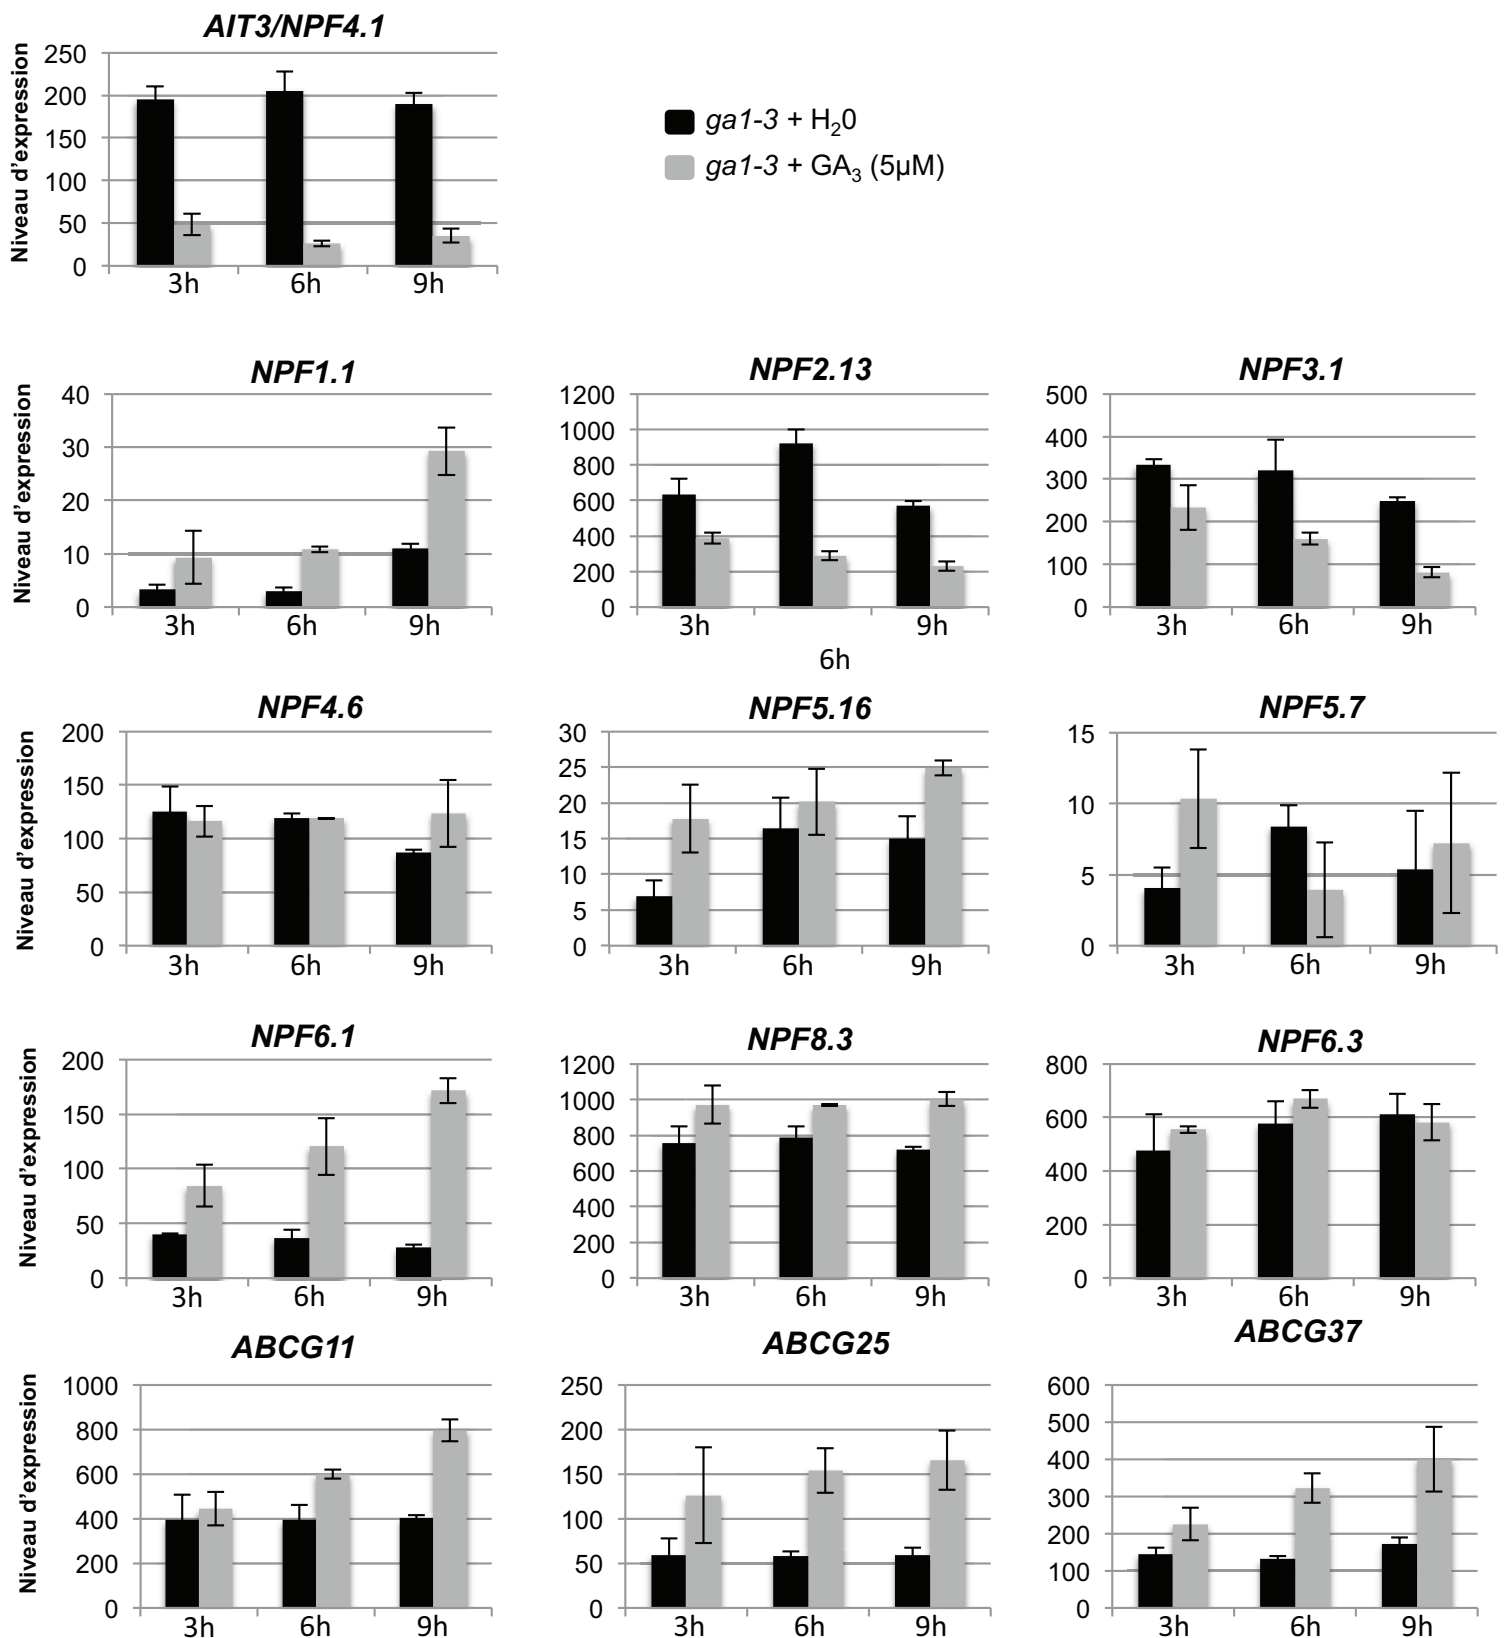 AIT3/NPF4.1
Niveau d'expression
250
200
150
100
50
0
3h 6h 9h
ga1-3 + H₂0
ga1-3 + GA₃ (5µM)
NPF1.1
Niveau d'expression
40
30
20
10
0
3h 6h 9h
NPF2.13
1200
1000
800
600
400
200
0
3h 9h
6h
NPF3.1
500
400
300
200
100
0
3h 6h 9h
NPF4.6
Niveau d'expression
200
150
100
50
0
3h 6h 9h
NPF5.16
30
25
20
15
10
5
0
3h 6h 9h
NPF5.7
15
10
5
0
3h 6h 9h
NPF6.1
Niveau d'expression
200
150
100
50
0
3h 6h 9h
NPF8.3
1200
1000
800
600
400
200
0
3h 6h 9h
NPF6.3
800
600
400
200
0
3h 6h 9h
ABCG11
Niveau d'expression
1000
800
600
400
200
0
3h 6h 9h
ABCG25
250
200
150
100
50
0
3h 6h 9h
ABCG37
600
500
400
300
200
100
0
3h 6h 9h